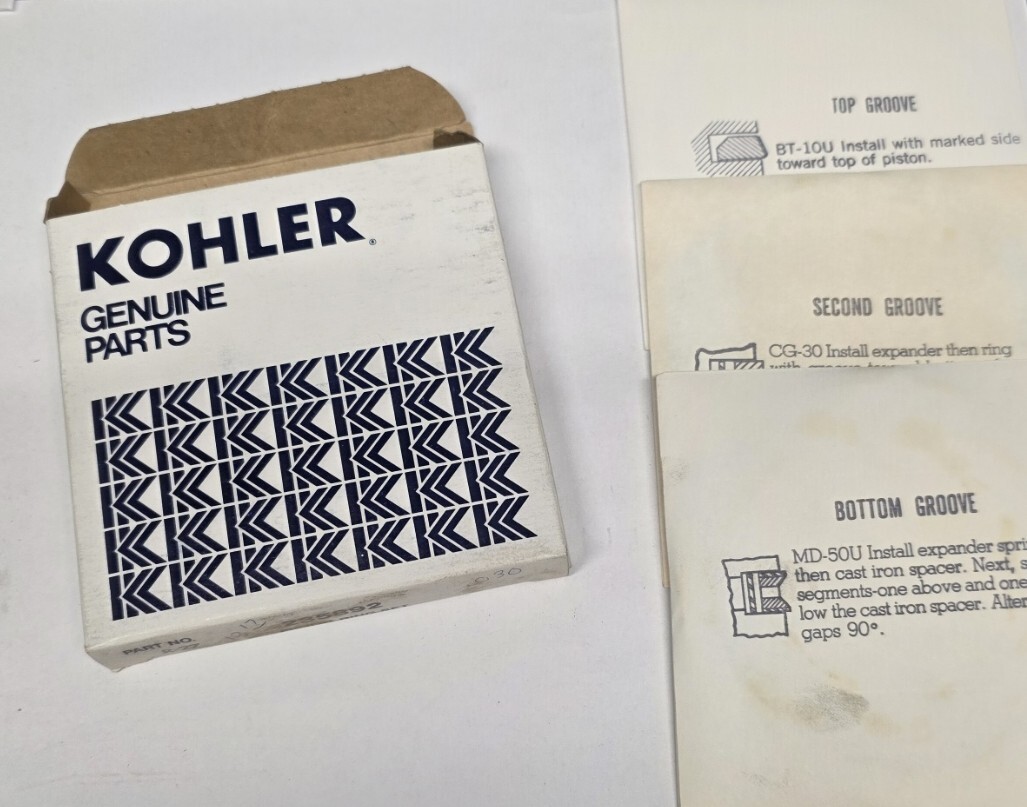 KOHLER®
GENUINE
PARTS
PART NO.
235892
TOP GROOVE
BT-10U Install with marked side
toward top of piston.
SECOND GROOVE
CG-30 Install expander then ring
BOTTOM GROOVE
MD-50U Install expander spri
then cast iron spacer. Next, s
segments-one above and one
low the cast iron spacer. Alter
gaps 90°.